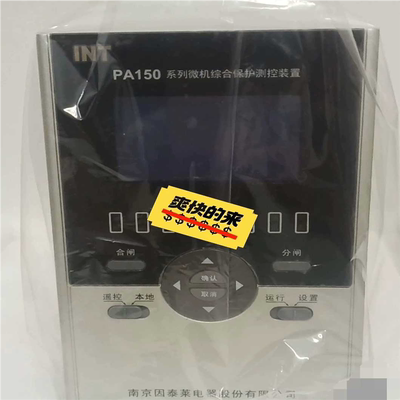 INT
PA150 系列微机综合保护测控装置
爽快的来
$$$$$$
合闸 分闸
确认
取消
遥控 本地 运行 设置
南京因泰莱电器股份有限公司